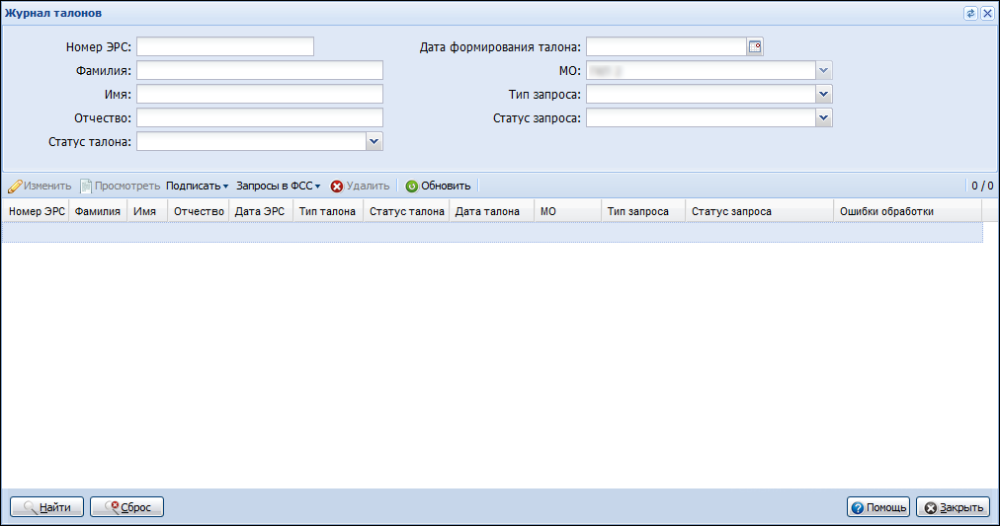 Журнал талонов
Номер ЭРС: Дата формирования талона:
Фамилия: МО:
Имя: Тип запроса:
Отчество: Статус запроса:
Статус талона:
Изменить Просмотреть Подписать Запросы в ФСС Удалить Обновить 0 / 0
Номер ЭРС Фамилия Имя Отчество Дата ЭРС Тип талона Статус талона Дата талона МО Тип запроса Статус запроса Ошибки обработки
Найти Сброс Помощь Закрыть